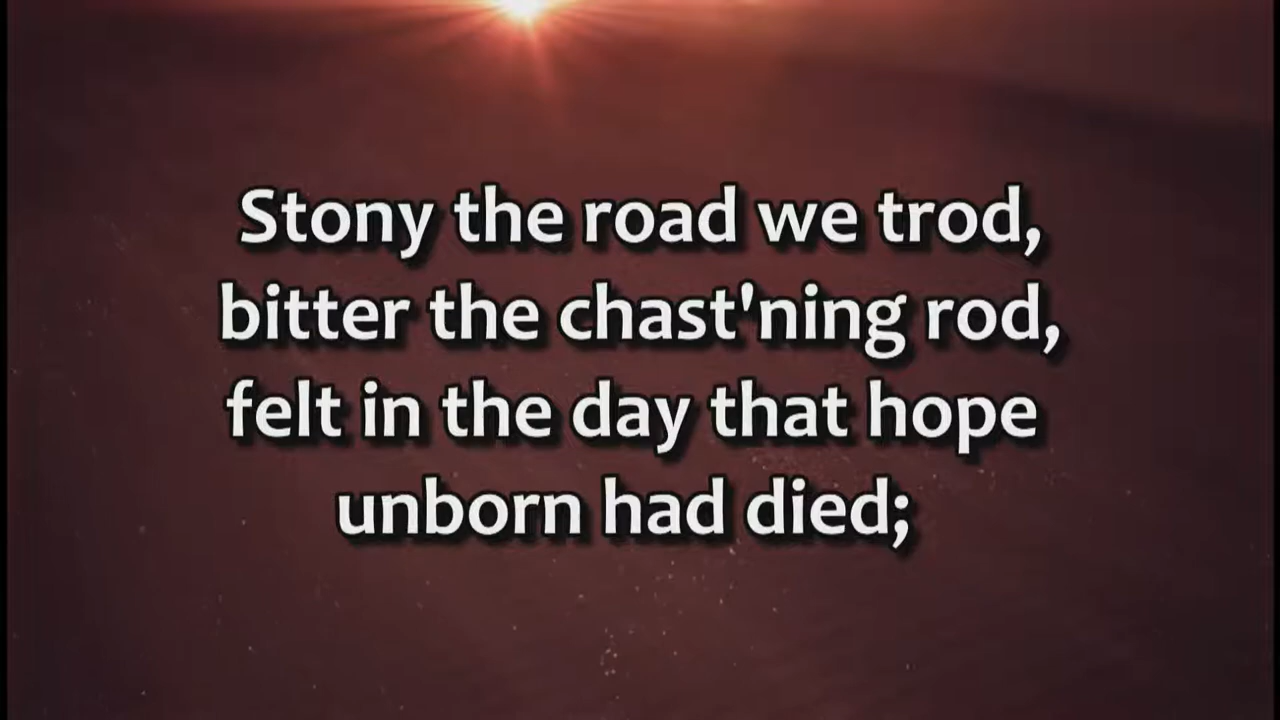 Stony the road we trod,
bitter the chast'ning rod,
felt in the day that hope
unborn had died;